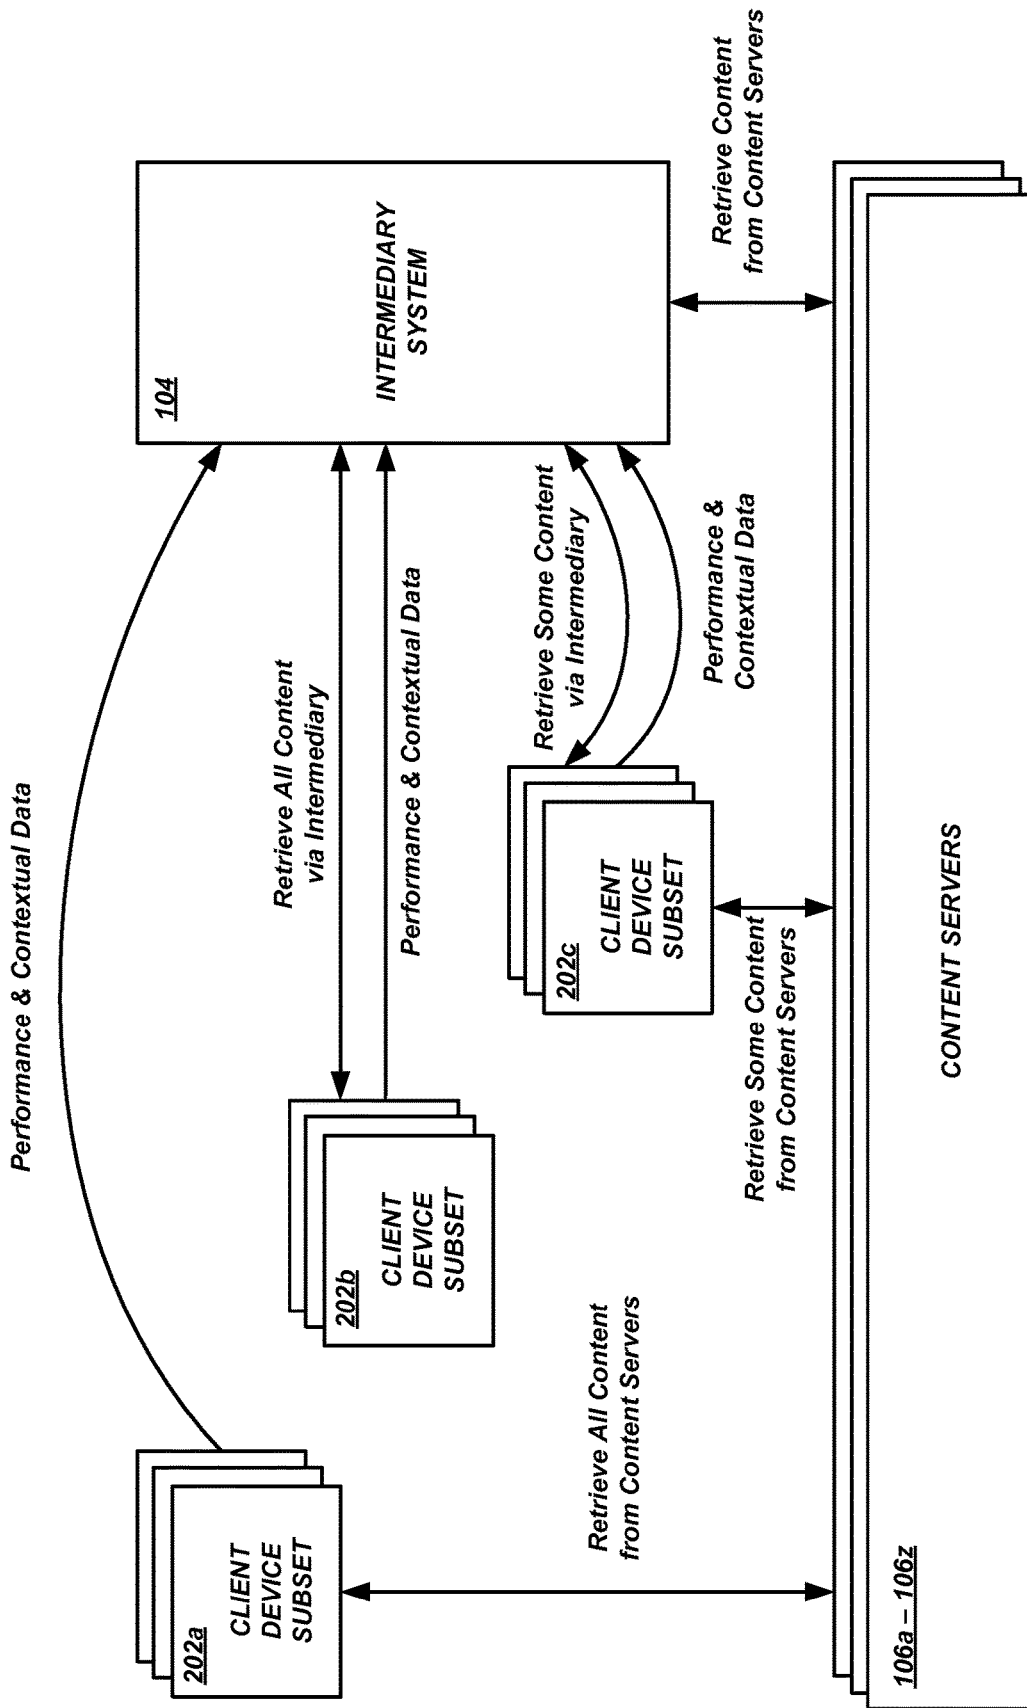 Performance & Contextual Data
202a
CLIENT
DEVICE
SUBSET
Retrieve All Content
from Content Servers
202b
CLIENT
DEVICE
SUBSET
Retrieve All Content
via Intermediary
Performance & Contextual Data
202c
CLIENT
DEVICE
SUBSET
Retrieve Some Content
via Intermediary
Performance &
Contextual Data
Retrieve Some Content
from Content Servers
104
INTERMEDIARY
SYSTEM
Retrieve Content
from Content Servers
106a – 106z
CONTENT SERVERS